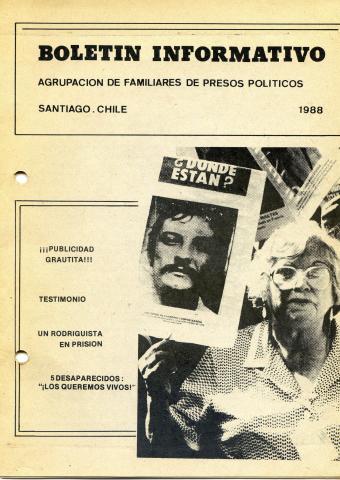 BOLETIN INFORMATIVO
AGRUPACION DE FAMILIARES DE PRESOS POLITICOS
SANTIAGO.CHILE 1988
¿DONDE
ESTAN?
¡¡¡PUBLICIDAD
GRAUTITA!!!
TESTIMONIO
UN RODRIGUISTA
EN PRISION
5 DESAPARECIDOS:
"¡LOS QUEREMOS VIVOS!"